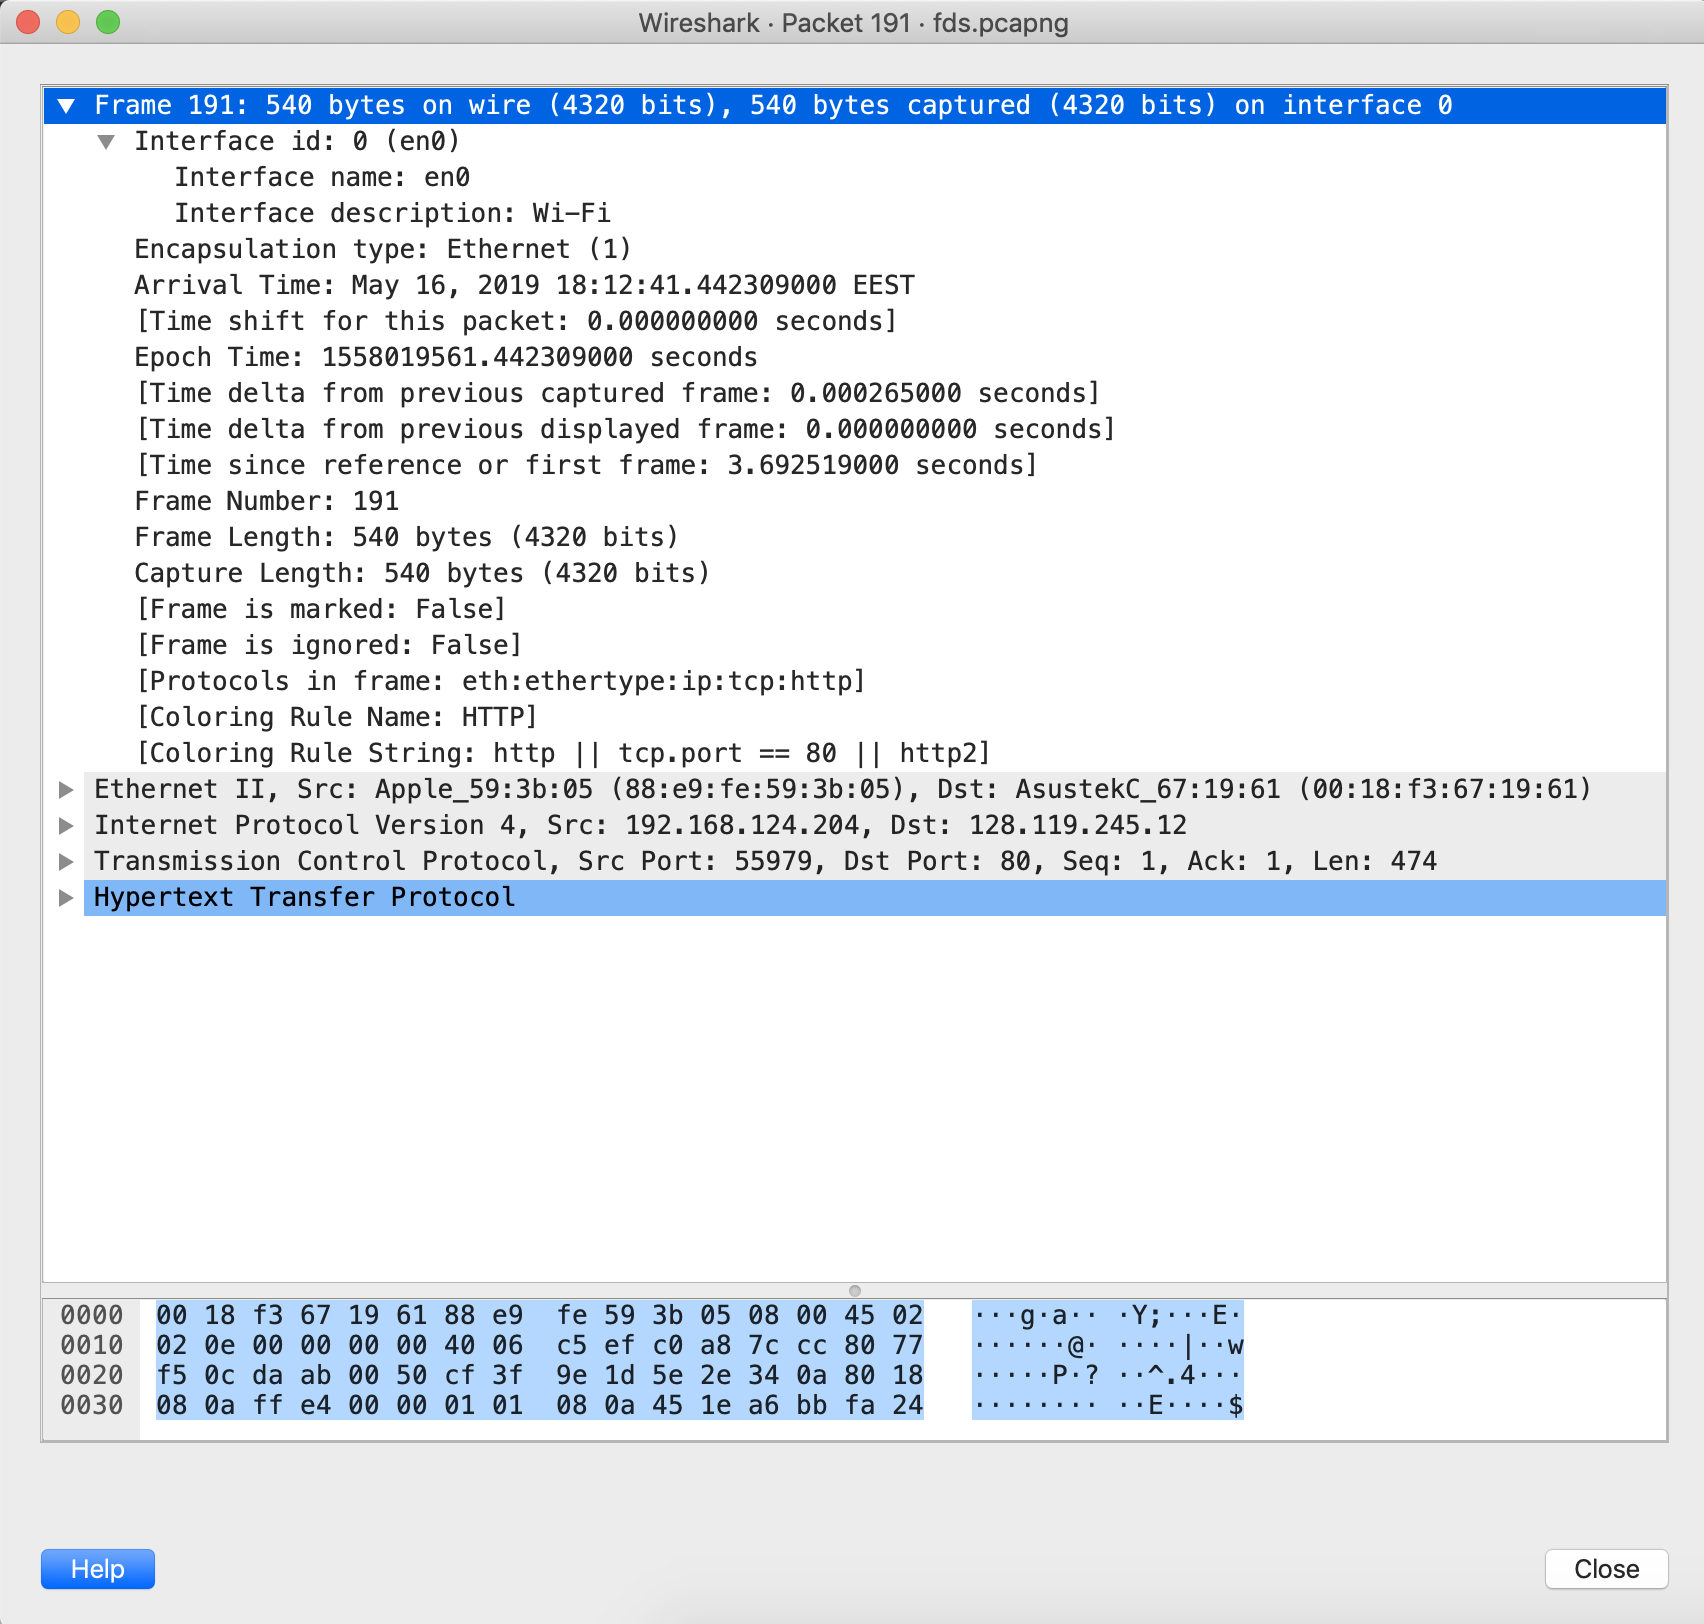 Wireshark · Packet 191 · fds.pcapng
Frame 191: 540 bytes on wire (4320 bits), 540 bytes captured (4320 bits) on interface 0
Interface id: 0 (en0)
Interface name: en0
Interface description: Wi-Fi
Encapsulation type: Ethernet (1)
Arrival Time: May 16, 2019 18:12:41.442309000 EEST
[Time shift for this packet: 0.000000000 seconds]
Epoch Time: 1558019561.442309000 seconds
[Time delta from previous captured frame: 0.000265000 seconds]
[Time delta from previous displayed frame: 0.000000000 seconds]
[Time since reference or first frame: 3.692519000 seconds]
Frame Number: 191
Frame Length: 540 bytes (4320 bits)
Capture Length: 540 bytes (4320 bits)
[Frame is marked: False]
[Frame is ignored: False]
[Protocols in frame: eth:ethertype:ip:tcp:http]
[Coloring Rule Name: HTTP]
[Coloring Rule String: http || tcp.port == 80 || http2]
Ethernet II, Src: Apple_59:3b:05 (88:e9:fe:59:3b:05), Dst: AsustekC_67:19:61 (00:18:f3:67:19:61)
Internet Protocol Version 4, Src: 192.168.124.204, Dst: 128.119.245.12
Transmission Control Protocol, Src Port: 55979, Dst Port: 80, Seq: 1, Ack: 1, Len: 474
Hypertext Transfer Protocol
0000 00 18 f3 67 19 61 88 e9 fe 59 3b 05 08 00 45 02 ···g·a·· ·Y;···E·
0010 02 0e 00 00 00 00 40 06 c5 ef c0 a8 7c cc 80 77 ······@· ····|··w
0020 f5 0c da ab 00 50 cf 3f 9e 1d 5e 2e 34 0a 80 18 ·····P·? ··^.4···
0030 08 0a ff e4 00 00 01 01 08 0a 45 1e a6 bb fa 24 ········ ··E····$
Help
Close